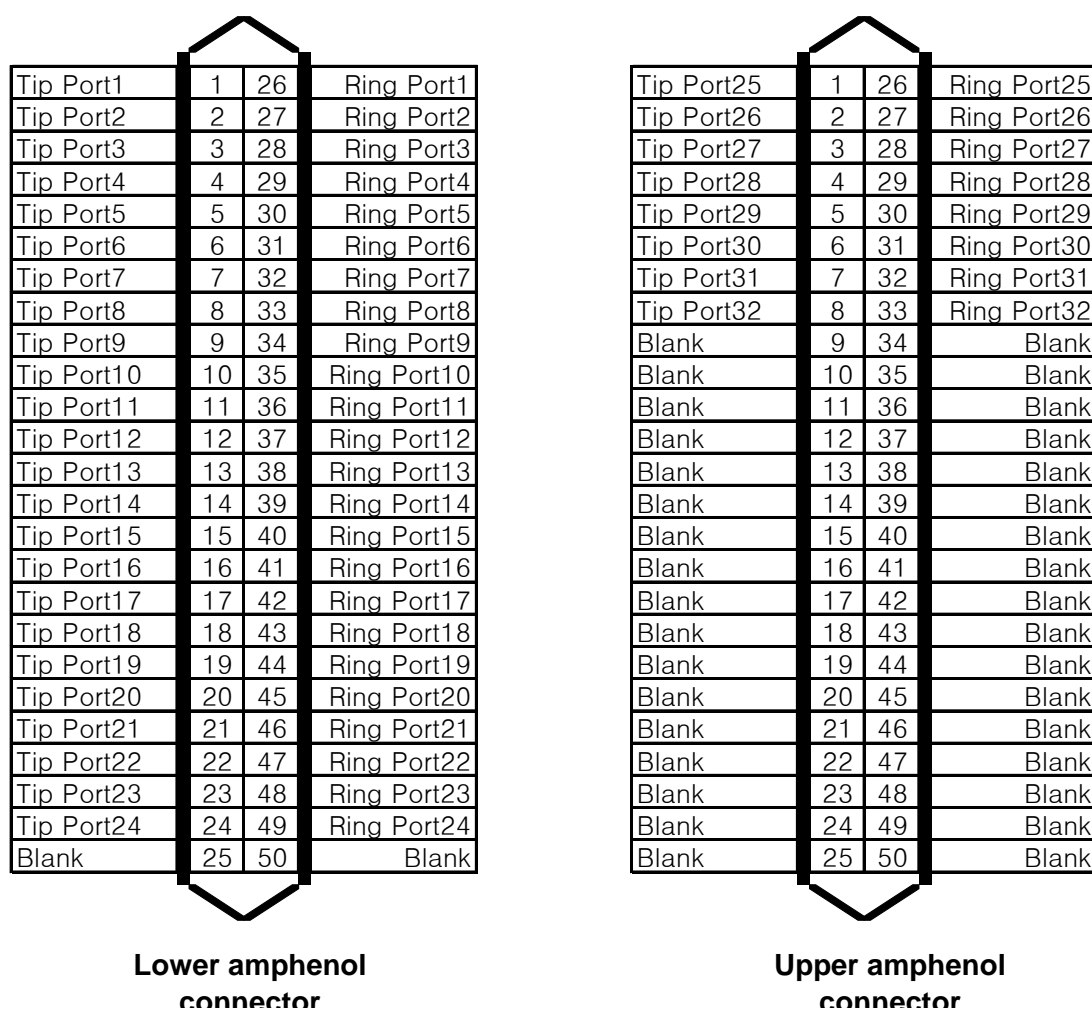 Tip Port1 1 26 Ring Port1
Tip Port2 2 27 Ring Port2
Tip Port3 3 28 Ring Port3
Tip Port4 4 29 Ring Port4
Tip Port5 5 30 Ring Port5
Tip Port6 6 31 Ring Port6
Tip Port7 7 32 Ring Port7
Tip Port8 8 33 Ring Port8
Tip Port9 9 34 Ring Port9
Tip Port10 10 35 Ring Port10
Tip Port11 11 36 Ring Port11
Tip Port12 12 37 Ring Port12
Tip Port13 13 38 Ring Port13
Tip Port14 14 39 Ring Port14
Tip Port15 15 40 Ring Port15
Tip Port16 16 41 Ring Port16
Tip Port17 17 42 Ring Port17
Tip Port18 18 43 Ring Port18
Tip Port19 19 44 Ring Port19
Tip Port20 20 45 Ring Port20
Tip Port21 21 46 Ring Port21
Tip Port22 22 47 Ring Port22
Tip Port23 23 48 Ring Port23
Tip Port24 24 49 Ring Port24
Blank 25 50 Blank
Lower amphenol
connector
Tip Port25 1 26 Ring Port25
Tip Port26 2 27 Ring Port26
Tip Port27 3 28 Ring Port27
Tip Port28 4 29 Ring Port28
Tip Port29 5 30 Ring Port29
Tip Port30 6 31 Ring Port30
Tip Port31 7 32 Ring Port31
Tip Port32 8 33 Ring Port32
Blank 9 34 Blank
Blank 10 35 Blank
Blank 11 36 Blank
Blank 12 37 Blank
Blank 13 38 Blank
Blank 14 39 Blank
Blank 15 40 Blank
Blank 16 41 Blank
Blank 17 42 Blank
Blank 18 43 Blank
Blank 19 44 Blank
Blank 20 45 Blank
Blank 21 46 Blank
Blank 22 47 Blank
Blank 23 48 Blank
Blank 24 49 Blank
Blank 25 50 Blank
Upper amphenol
connector